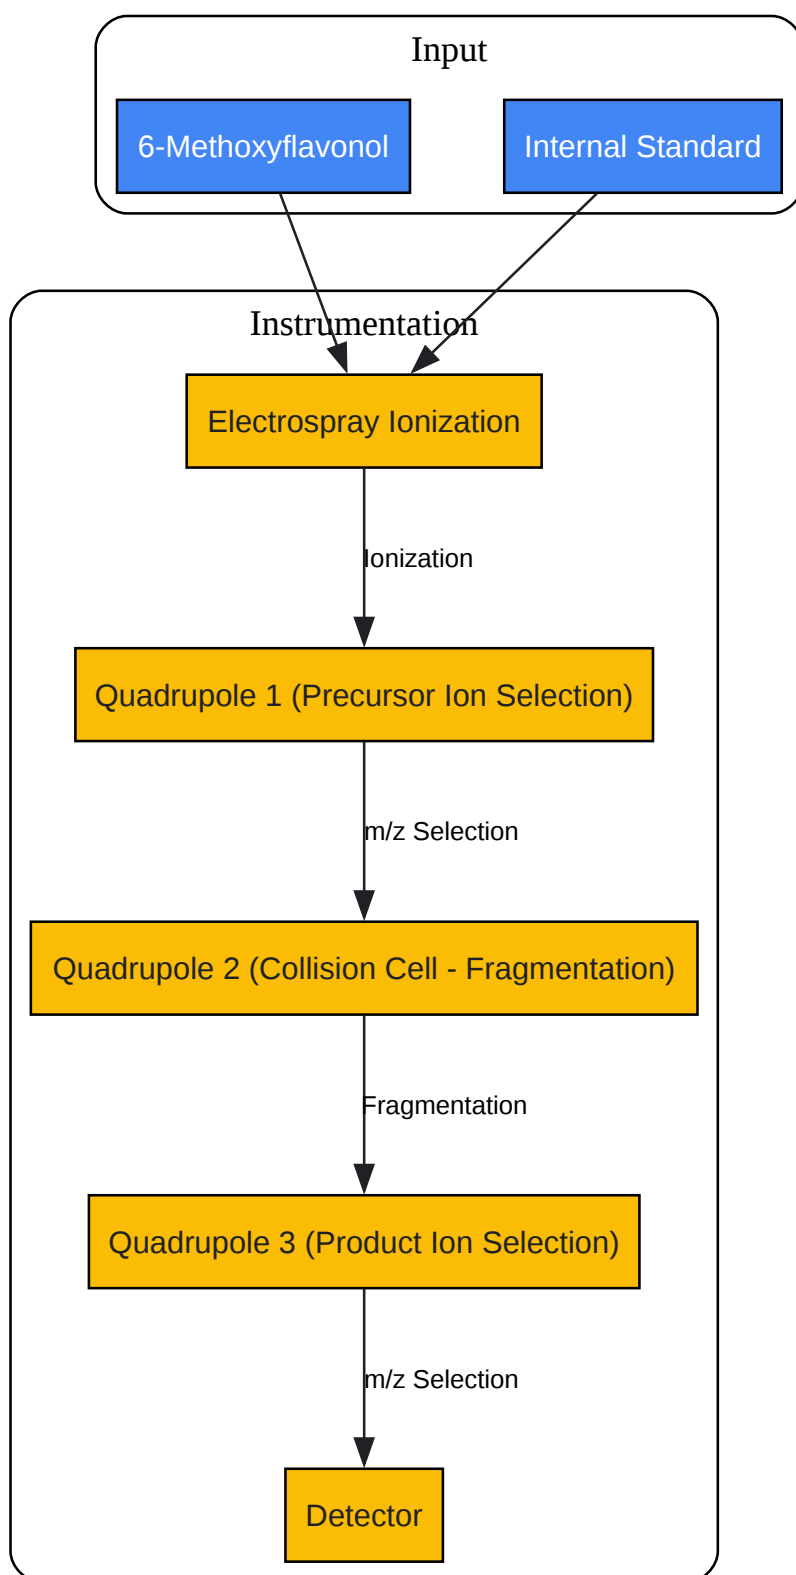 Input
6-Methoxyflavonol
Internal Standard
Instrumentation
Electrospray Ionization
Ionization
Quadrupole 1 (Precursor Ion Selection)
m/z Selection
Quadrupole 2 (Collision Cell - Fragmentation)
Fragmentation
Quadrupole 3 (Product Ion Selection)
m/z Selection
Detector